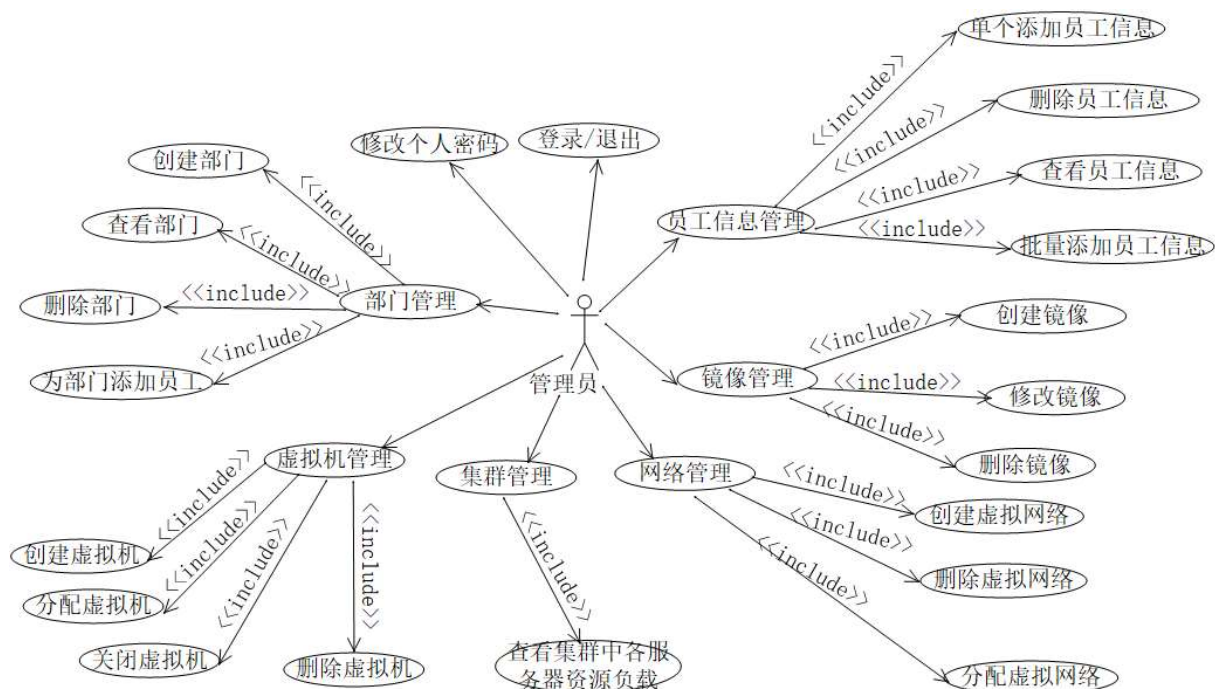 单个添加员工信息
<<include>>
删除员工信息
<<include>>
修改个人密码
登录/退出
创建部门
<<include>>
查看员工信息
<<include>>
查看部门
<<include>>
员工信息管理
<<include>>
批量添加员工信息
删除部门
<<include>>
部门管理
创建镜像
<<include>>
<<include>>
为部门添加员工
管理员
镜像管理
<<include>>
修改镜像
<<include>>
删除镜像
虚拟机管理
集群管理
网络管理
<<include>>
创建虚拟网络
<<include>>
<<include>>
<<include>>
<<include>>
<<include>>
<<include>>
<<include>>
创建虚拟机
删除虚拟网络
分配虚拟机
关闭虚拟机
删除虚拟机
查看集群中各服
务器资源负载
分配虚拟网络